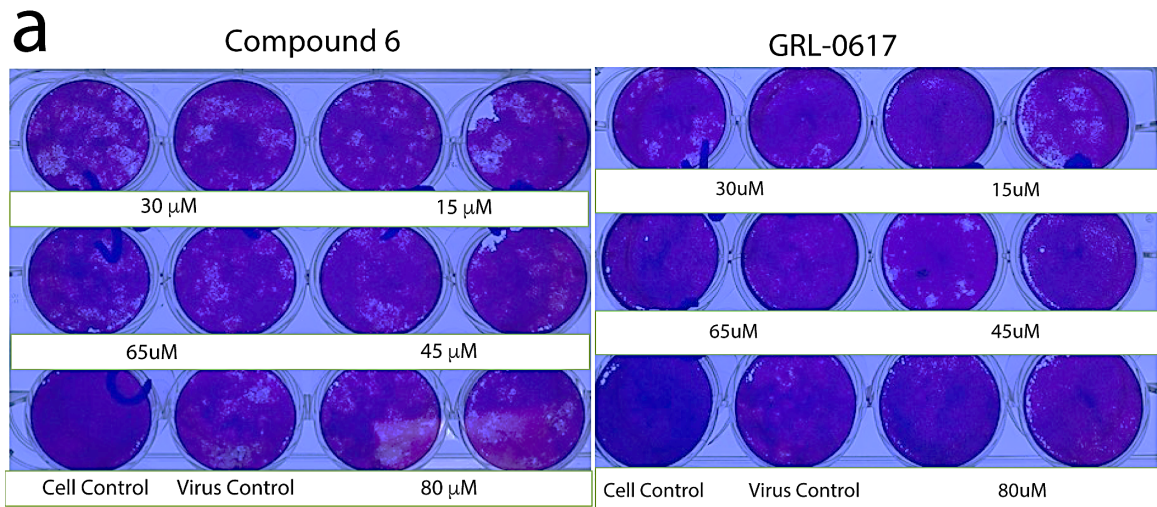 a
Compound 6
GRL-0617
30 μM 15 μM
30uM 15uM
65uM 45 μM
65uM 45uM
Cell Control Virus Control 80 μM
Cell Control Virus Control 80uM